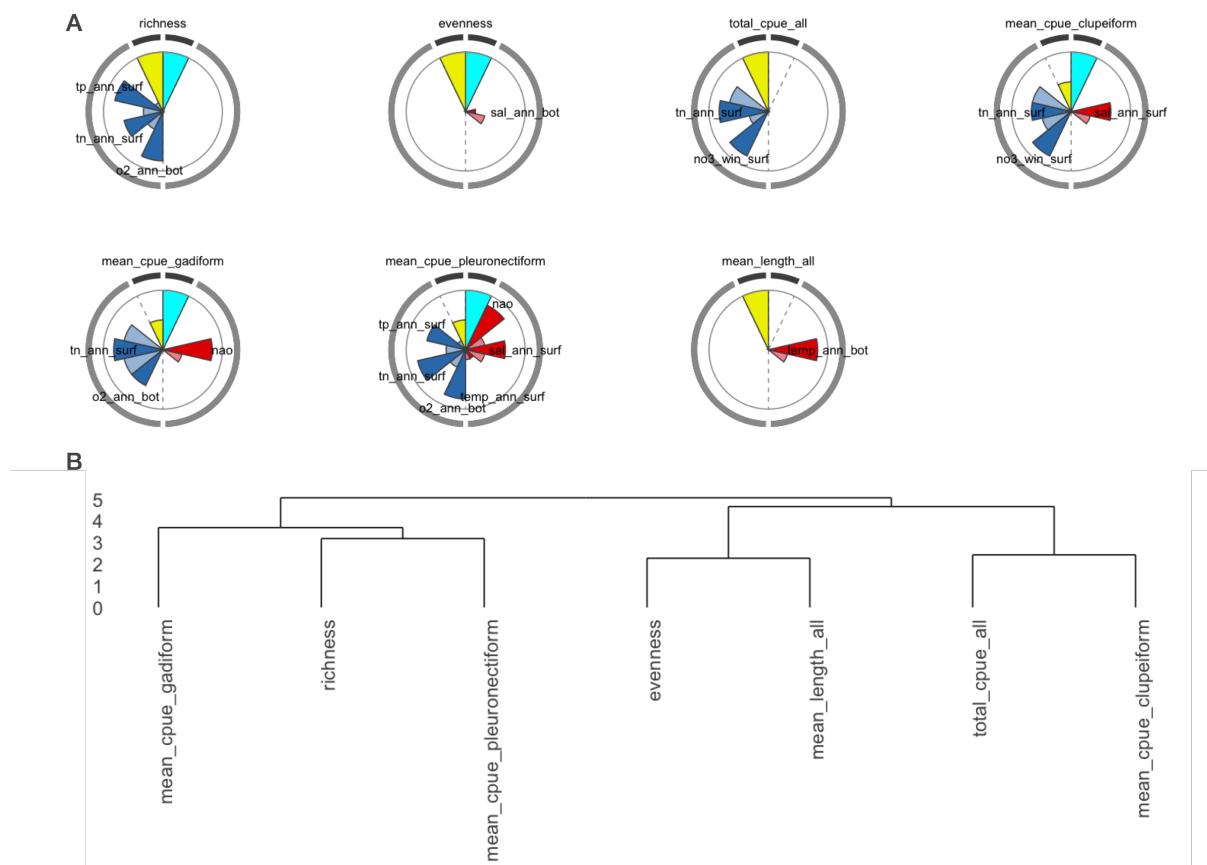 A
richness
evenness
total_cpue_all
mean_cpue_clupeiform
tp_ann_surf
tn_ann_surf
o2_ann_bot
sal_ann_bot
tn_ann_surf
no3_win_surf
tn_ann_surf
sal_ann_surf
no3_win_surf
mean_cpue_gadiform
mean_cpue_pleuronectiform
mean_length_all
tn_ann_surf
nao
o2_ann_bot
nao
tp_ann_surf
sal_ann_surf
tn_ann_surf
temp_ann_surf
o2_ann_bot
temp_ann_bot
B
5
4
3
2
1
0
mean_cpue_gadiform
richness
mean_cpue_pleuronectiform
evenness
mean_length_all
total_cpue_all
mean_cpue_clupeiform